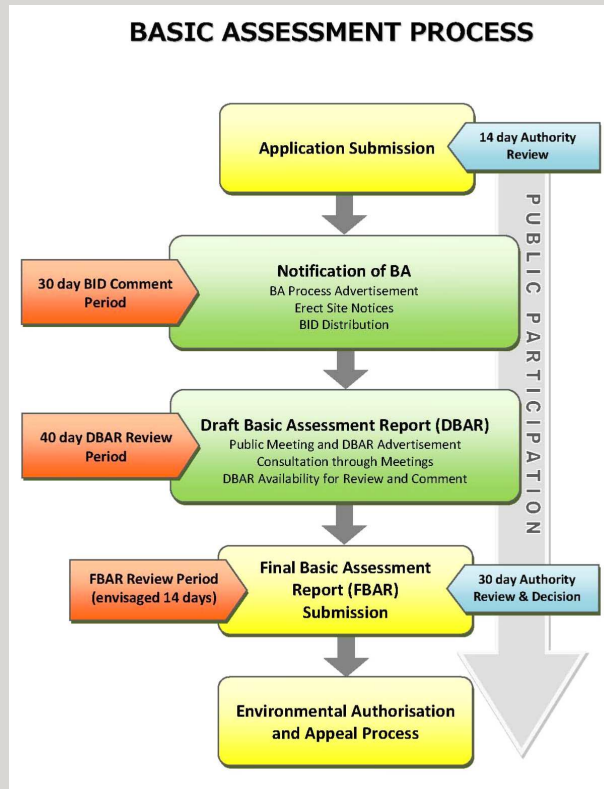 BASIC ASSESSMENT PROCESS
Application Submission
14 day Authority
Review
PUBLIC PARTICIPATION
30 day BID Comment
Period
Notification of BA
BA Process Advertisement
Erect Site Notices
BID Distribution
40 day DBAR Review
Period
Draft Basic Assessment Report (DBAR)
Public Meeting and DBAR Advertisement
Consultation through Meetings
DBAR Availability for Review and Comment
FBAR Review Period
(envisaged 14 days)
Final Basic Assessment
Report (FBAR)
Submission
30 day Authority
Review & Decision
Environmental Authorisation
and Appeal Process